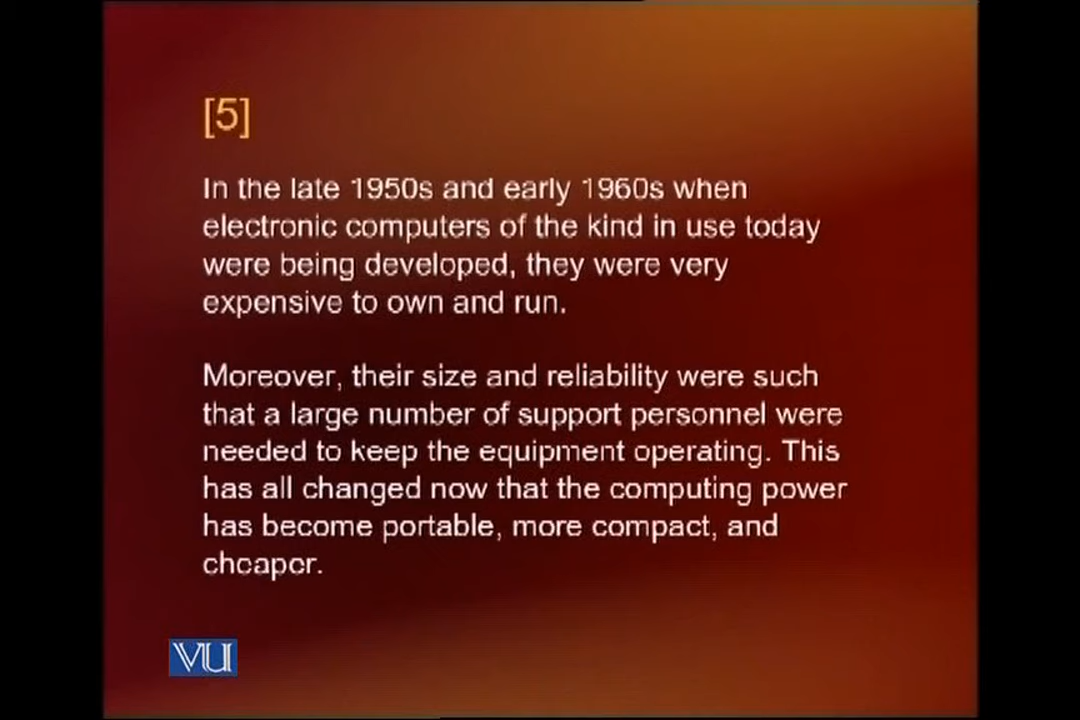 [5]
In the late 1950s and early 1960s when
electronic computers of the kind in use today
were being developed, they were very
expensive to own and run.
Moreover, their size and reliability were such
that a large number of support personnel were
needed to keep the equipment operating. This
has all changed now that the computing power
has become portable, more compact, and
cheaper.
VU